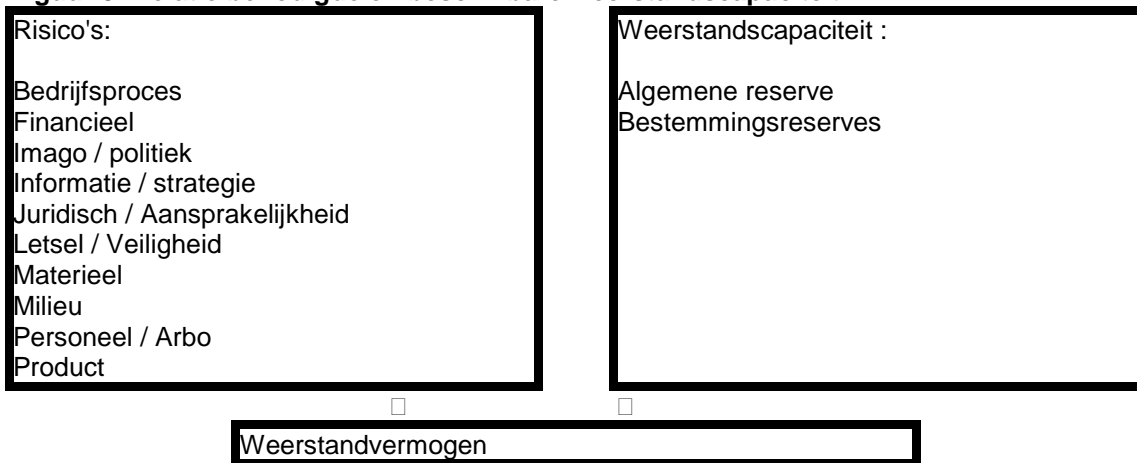 Risico's:
Bedrijfsproces
Financieel
Imago / politiek
Informatie / strategie
Juridisch / Aansprakelijkheid
Letsel / Veiligheid
Materieel
Milieu
Personeel / Arbo
Product
Weerstandscapaciteit :
Algemene reserve
Bestemmingsreserves
Weerstandvermogen